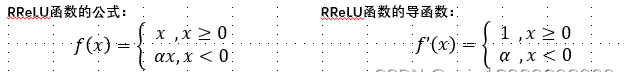 RReLU函数的公式：
f(x) = { x , x ≥ 0
αx, x < 0
RReLU函数的导函数：
f'(x) = { 1 , x ≥ 0
α , x < 0